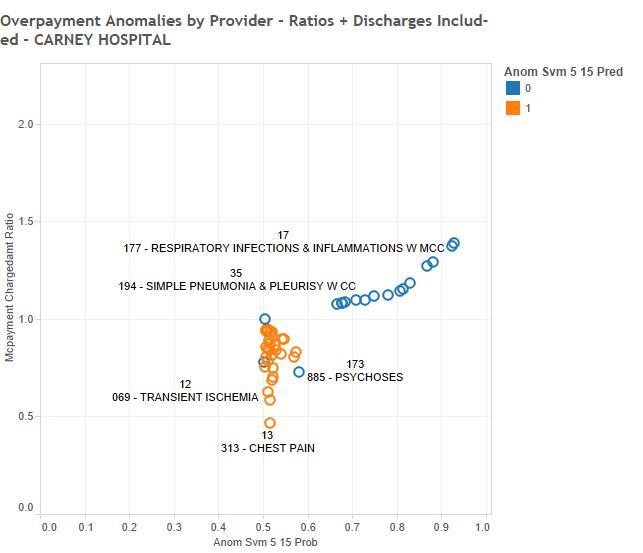 Overpayment Anomalies by Provider - Ratios + Discharges Includ-
ed - CARNEY HOSPITAL
Anom Svm 5 15 Pred
0
1
Mcpayment Chargedamt Ratio
2.0
1.5
1.0
0.5
0.0
17
177 - RESPIRATORY INFECTIONS & INFLAMMATIONS W MCC
35
194 - SIMPLE PNEUMONIA & PLEURISY W CC
173
885 - PSYCHOSES
12
069 - TRANSIENT ISCHEMIA
13
313 - CHEST PAIN
0.0 0.1 0.2 0.3 0.4 0.5 0.6 0.7 0.8 0.9 1.0
Anom Svm 5 15 Prob